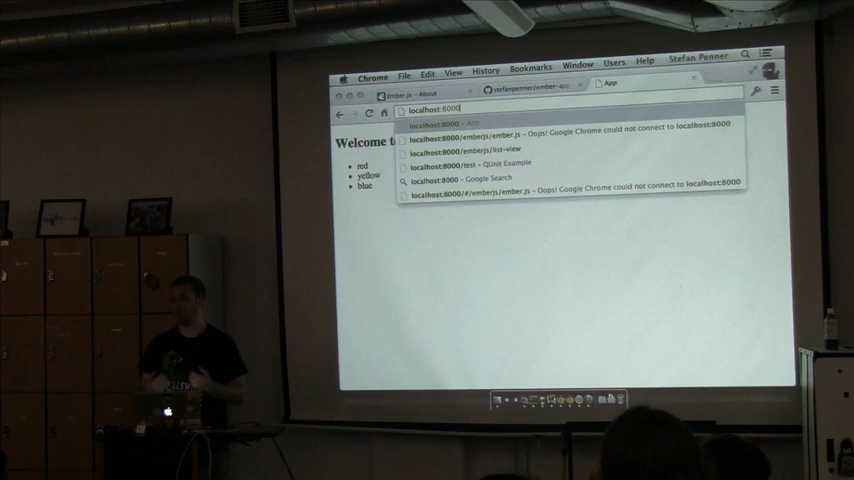 Chrome File Edit View History Bookmarks Window Users Help Stefan Penner
Ember.js - About
stefanpenner/ember-app
App
localhost:8000
localhost:8000 - App
localhost:8000/emberjs/ember.js - Oops! Google Chrome could not connect to localhost:8000
localhost:8000/emberjs/list-view
localhost:8000/test - QUnit Example
localhost:8000 - Google Search
localhost:8000/#/emberjs/ember.js - Oops! Google Chrome could not connect to localhost:8000
Welcome
red
yellow
blue